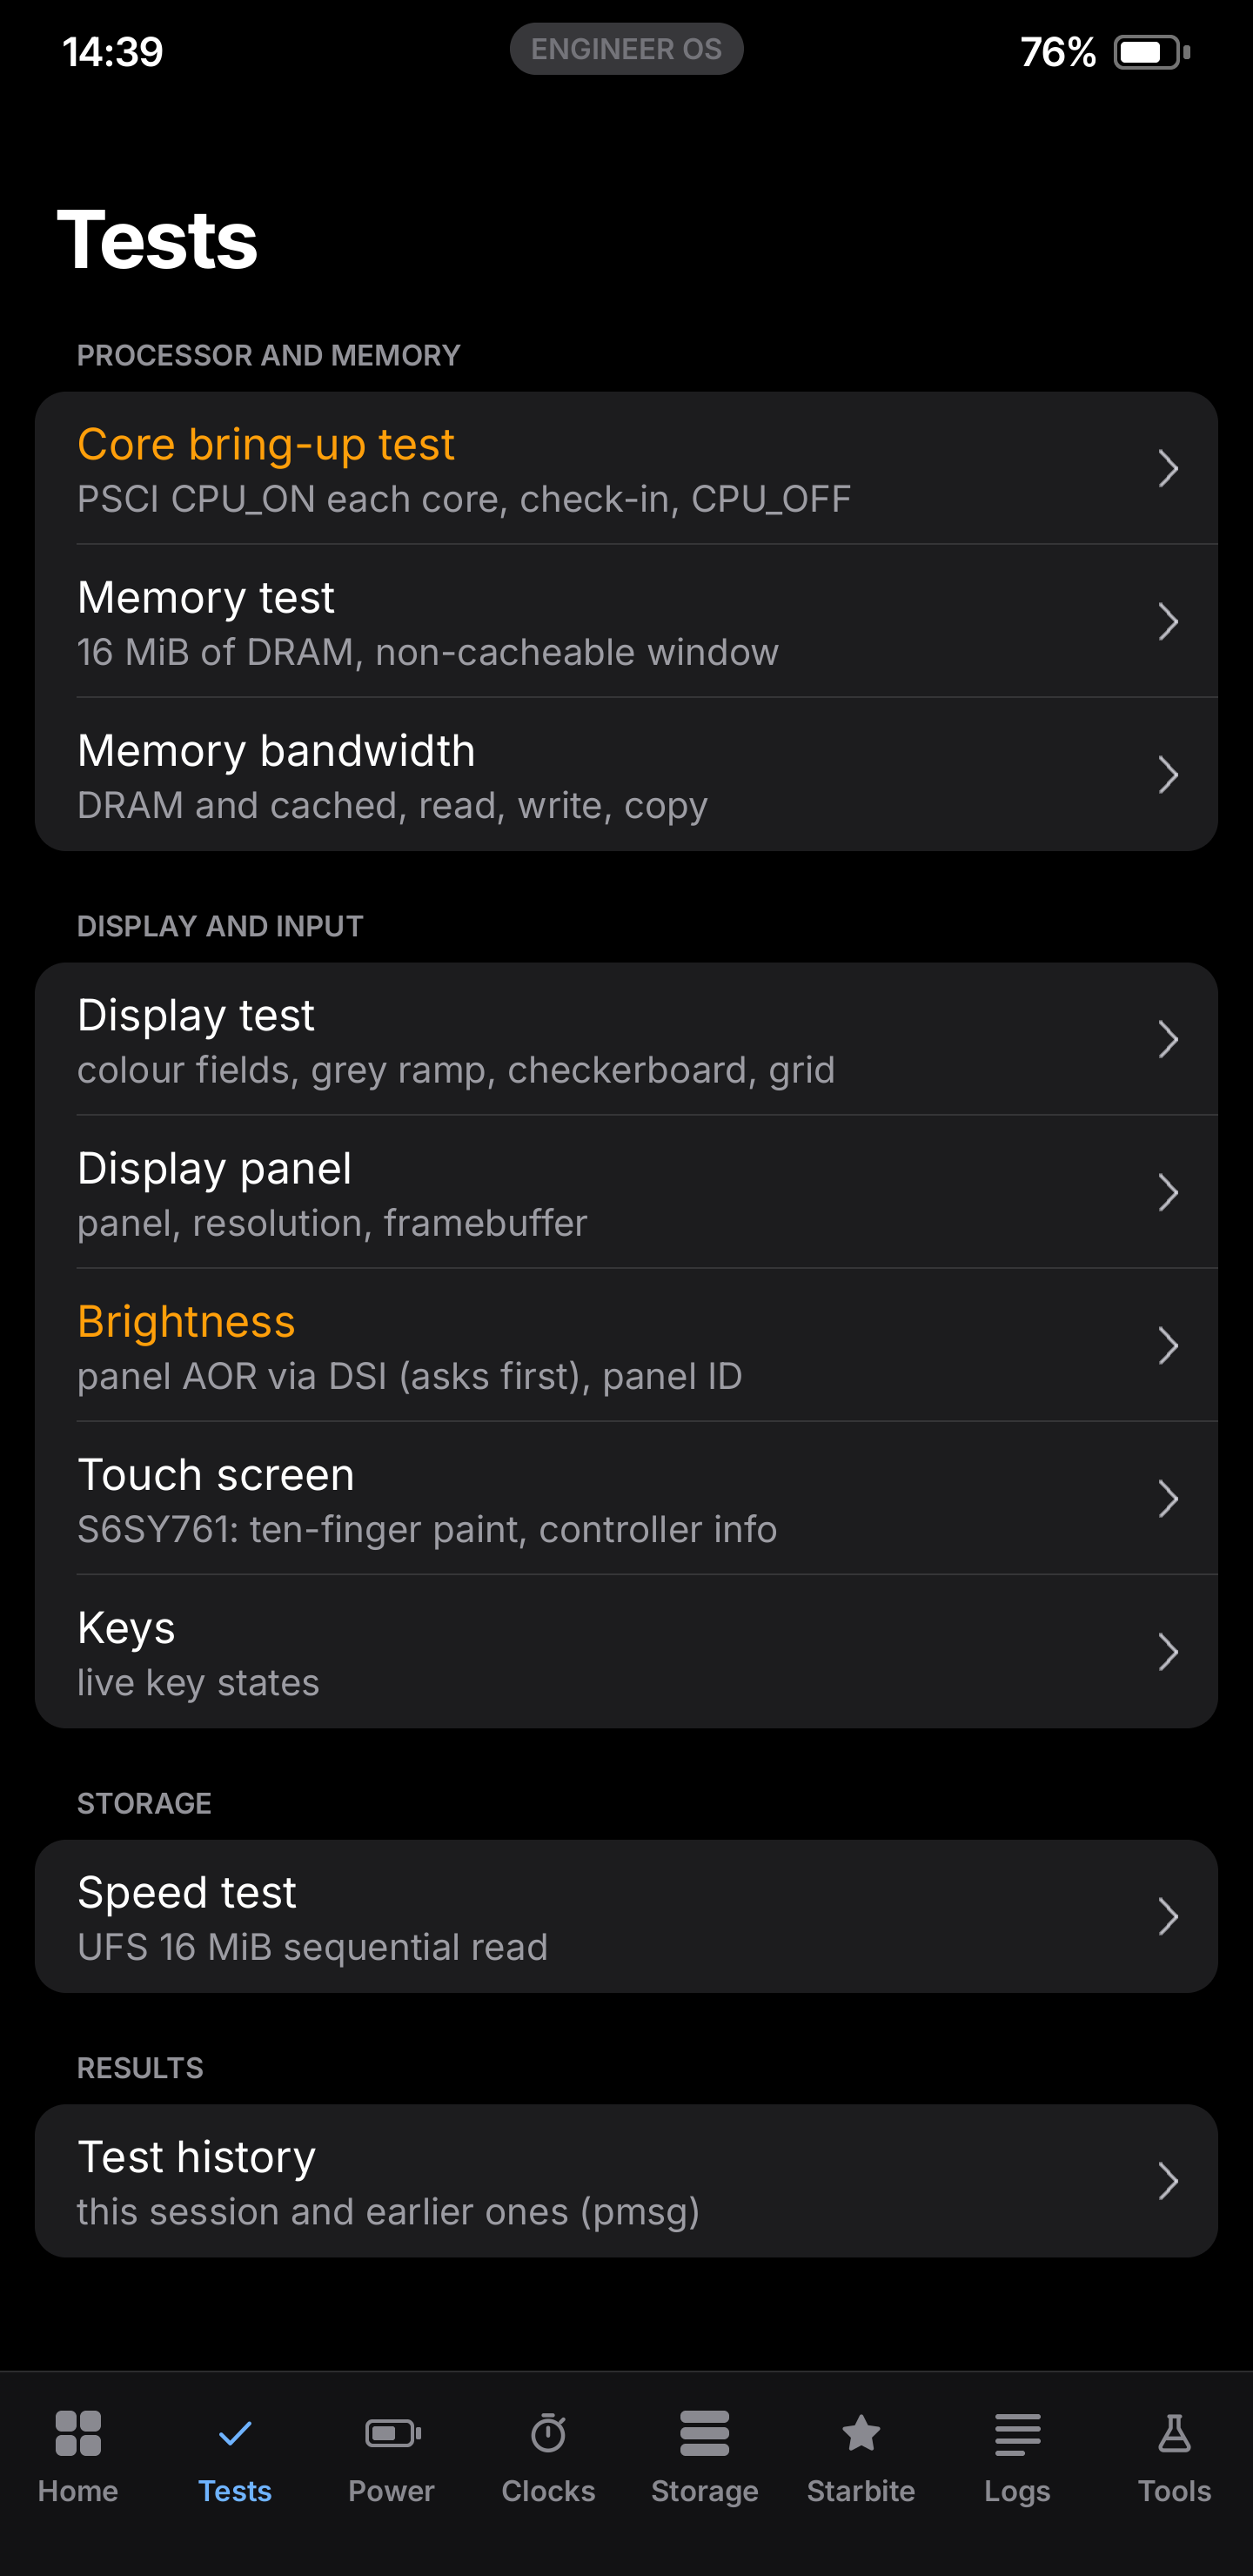 14:39
ENGINEER OS
76%
Tests
PROCESSOR AND MEMORY
Core bring-up test
PSCI CPU_ON each core, check-in, CPU_OFF
Memory test
16 MiB of DRAM, non-cacheable window
Memory bandwidth
DRAM and cached, read, write, copy
DISPLAY AND INPUT
Display test
colour fields, grey ramp, checkerboard, grid
Display panel
panel, resolution, framebuffer
Brightness
panel AOR via DSI (asks first), panel ID
Touch screen
S6SY761: ten-finger paint, controller info
Keys
live key states
STORAGE
Speed test
UFS 16 MiB sequential read
RESULTS
Test history
this session and earlier ones (pmsg)
Home
Tests
Power
Clocks
Storage
Starbite
Logs
Tools